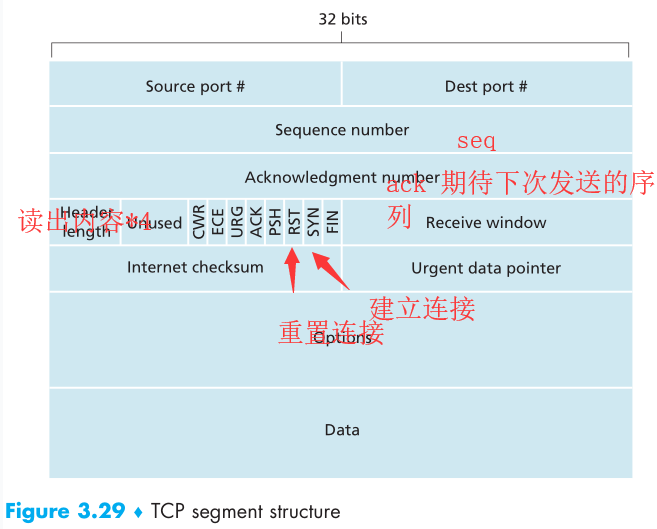 32 bits
Source port #
Dest port #
Sequence number
seq
Acknowledgment number
ack 期待下次发送的序
列
Header
length
读出内容*4
Unused
CWR
ECE
URG
ACK
PSH
RST
SYN
FIN
Receive window
Internet checksum
Urgent data pointer
建立连接
重置连接
Options
Data
Figure 3.29 ♦ TCP segment structure